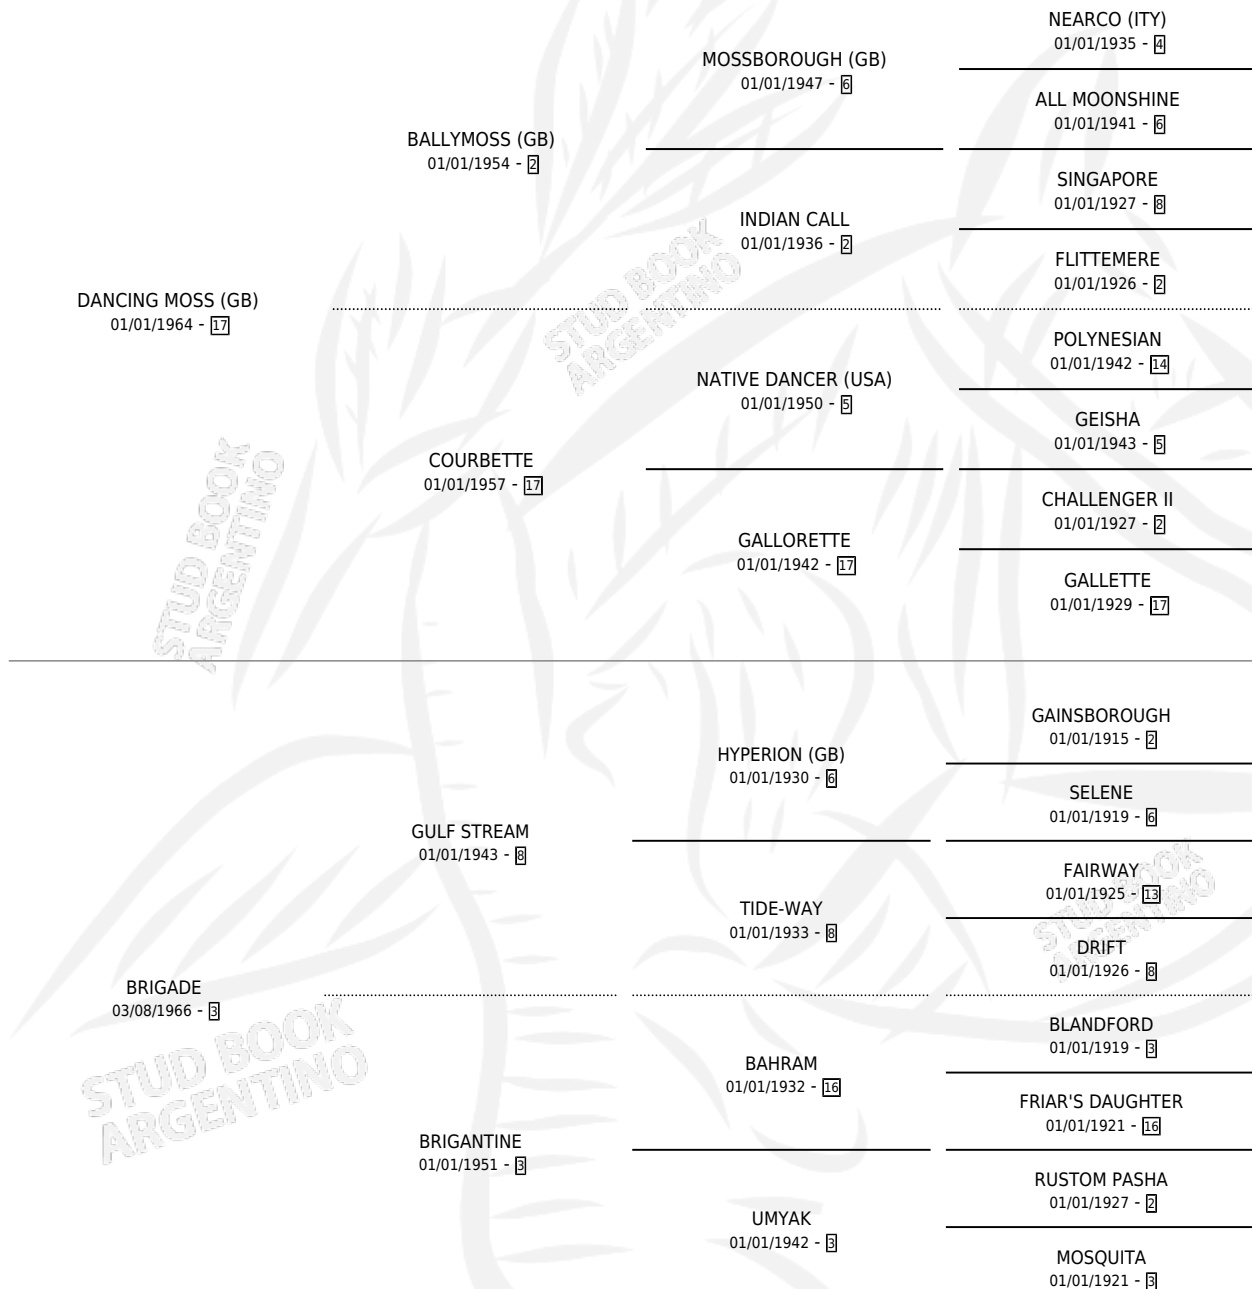 NEARCO (ITY)
01/01/1935 - 4
MOSSBOROUGH (GB)
01/01/1947 - 6
ALL MOONSHINE
01/01/1941 - 6
BALLYMOSS (GB)
01/01/1954 - 2
SINGAPORE
01/01/1927 - 8
INDIAN CALL
01/01/1936 - 2
FLITTEMERE
01/01/1926 - 2
DANCING MOSS (GB)
01/01/1964 - 17
POLYNESIAN
01/01/1942 - 14
NATIVE DANCER (USA)
01/01/1950 - 5
GEISHA
01/01/1943 - 5
COURBETTE
01/01/1957 - 17
CHALLENGER II
01/01/1927 - 2
GALLORETTE
01/01/1942 - 17
GALLETTE
01/01/1929 - 17
GAINSBOROUGH
01/01/1915 - 2
HYPERION (GB)
01/01/1930 - 6
SELENE
01/01/1919 - 6
GULF STREAM
01/01/1943 - 8
FAIRWAY
01/01/1925 - 13
TIDE-WAY
01/01/1933 - 8
DRIFT
01/01/1926 - 8
BRIGADE
03/08/1966 - 3
BLANDFORD
01/01/1919 - 3
BAHRAM
01/01/1932 - 16
FRIAR'S DAUGHTER
01/01/1921 - 16
BRIGANTINE
01/01/1951 - 3
RUSTOM PASHA
01/01/1927 - 2
UMYAK
01/01/1942 - 3
MOSQUITA
01/01/1921 - 3
STUD BOOK
ARGENTINO
STUD BOOK
ARGENTINO
STUD BOOK
ARGENTINO
STUD BOOK
ARGENTINO